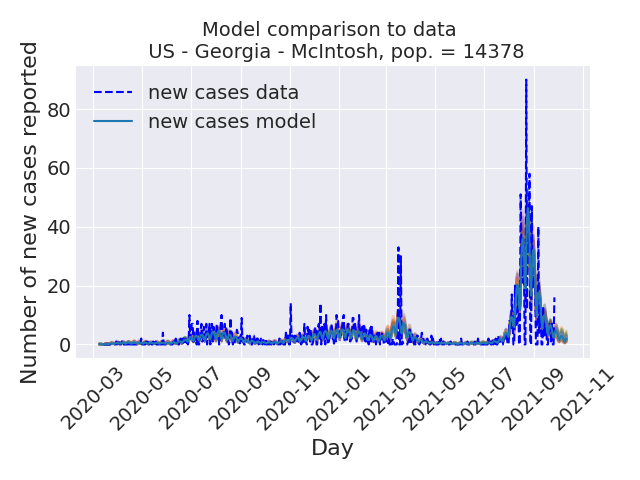 Model comparison to data
US - Georgia - McIntosh, pop. = 14378
Number of new cases reported
new cases data
new cases model
80
60
40
20
0
2020-03
2020-05
2020-07
2020-09
2020-11
2021-01
2021-03
2021-05
2021-07
2021-09
2021-11
Day